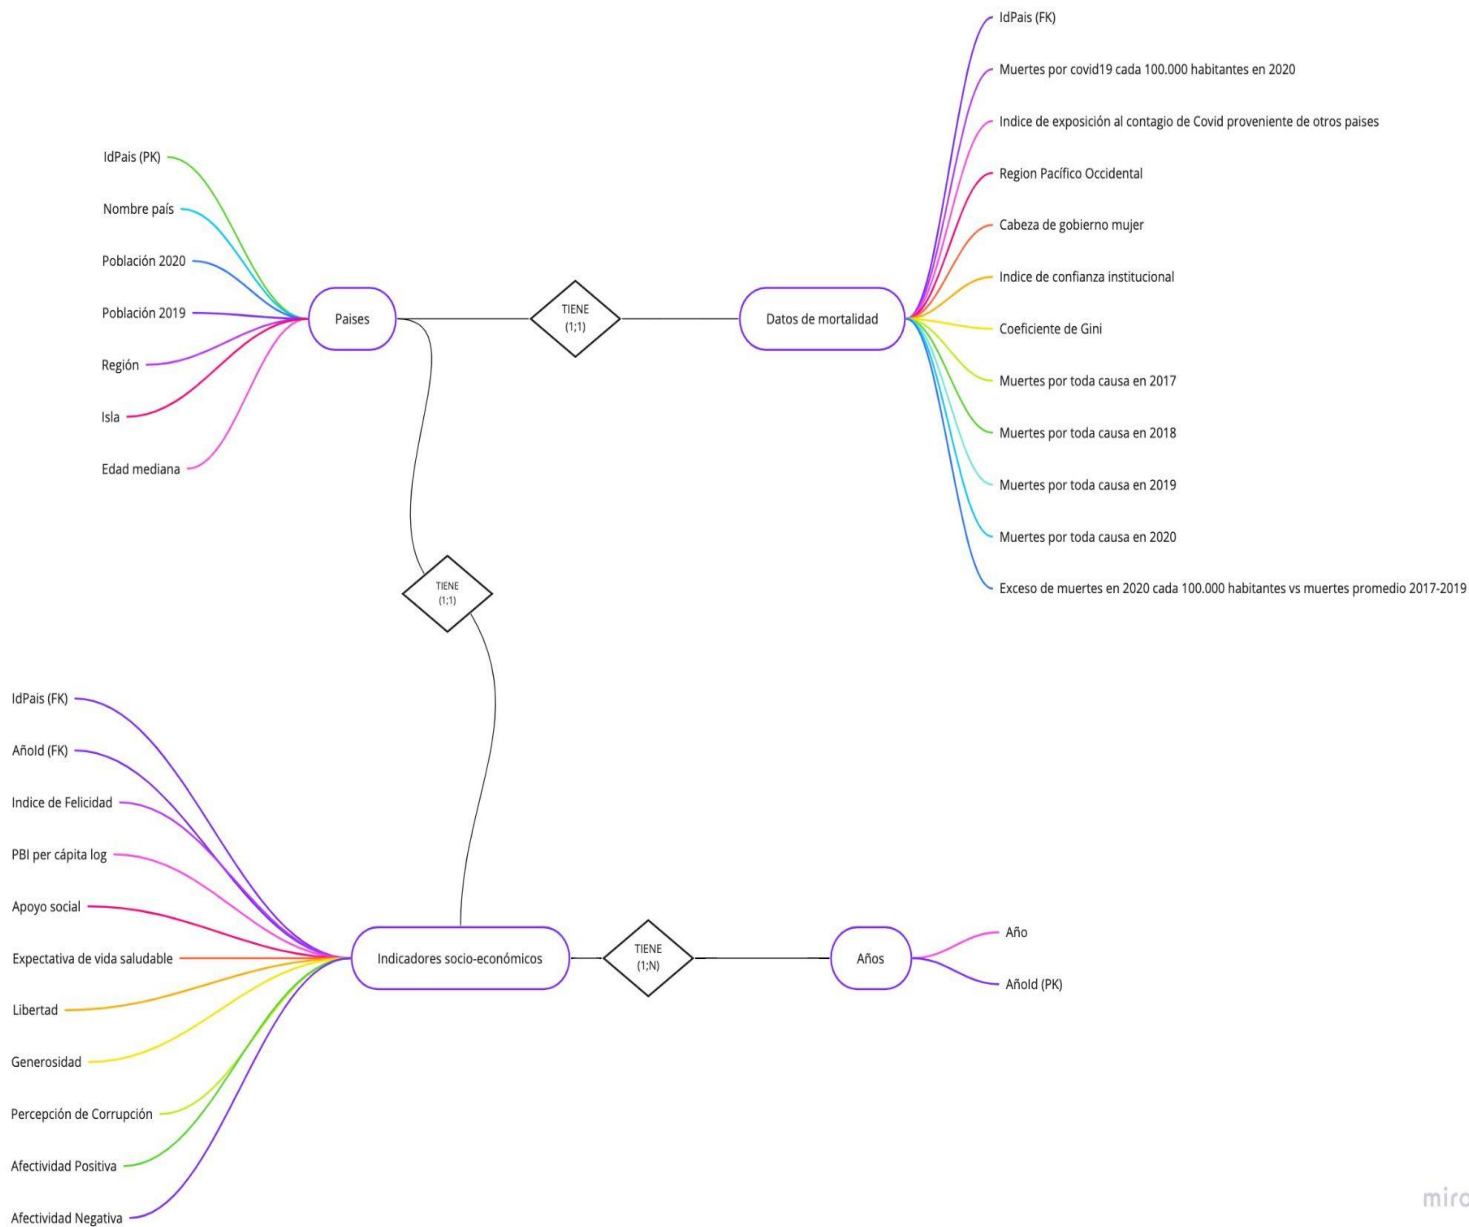 IdPais (PK)
Nombre país
Población 2020
Población 2019
Región
Isla
Edad mediana
Paises
TIENE
(1;1)
Datos de mortalidad
IdPais (FK)
Muertes por covid19 cada 100.000 habitantes en 2020
Indice de exposición al contagio de Covid proveniente de otros paises
Region Pacífico Occidental
Cabeza de gobierno mujer
Indice de confianza institucional
Coeficiente de Gini
Muertes por toda causa en 2017
Muertes por toda causa en 2018
Muertes por toda causa en 2019
Muertes por toda causa en 2020
Exceso de muertes en 2020 cada 100.000 habitantes vs muertes promedio 2017-2019
TIENE
(1;1)
IdPais (FK)
AñoId (FK)
Indice de Felicidad
PBI per cápita log
Apoyo social
Expectativa de vida saludable
Libertad
Generosidad
Percepción de Corrupción
Afectividad Positiva
Afectividad Negativa
Indicadores socio-económicos
TIENE
(1;N)
Años
Año
AñoId (PK)
miro